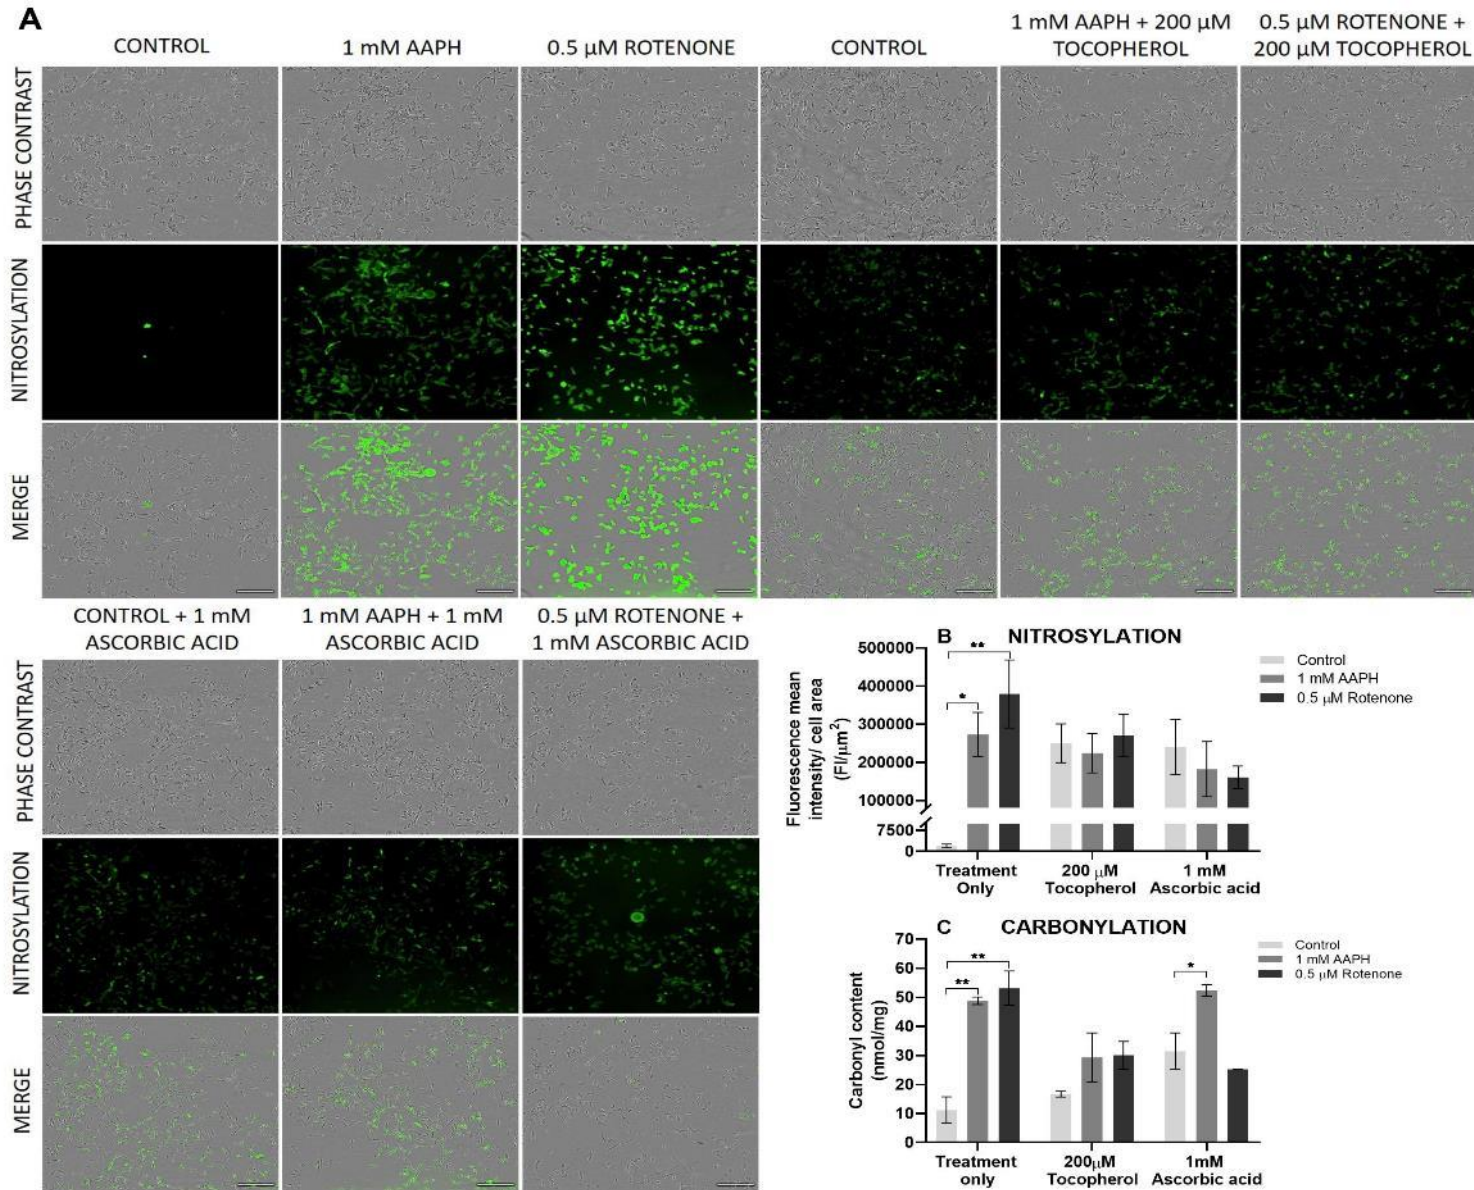 A
CONTROL
1 mM AAPH
0.5 µM ROTENONE
CONTROL
1 mM AAPH + 200 µM
TOCOPHEROL
0.5 µM ROTENONE +
200 µM TOCOPHEROL
PHASE CONTRAST
NITROSYLATION
MERGE
CONTROL + 1 mM
ASCORBIC ACID
1 mM AAPH + 1 mM
ASCORBIC ACID
0.5 µM ROTENONE +
1 mM ASCORBIC ACID
PHASE CONTRAST
NITROSYLATION
MERGE
B NITROSYLATION
Fluorescence mean
intensity/ cell area
(FI/µm²)
500000
400000
300000
200000
100000
7500
0
**
*
Control
1 mM AAPH
0.5 µM Rotenone
Treatment
Only
200 µM
Tocopherol
1 mM
Ascorbic acid
C CARBONYLATION
Carbonyl content
(nmol/mg)
70
60
50
40
30
20
10
0
**
**
*
Control
1 mM AAPH
0.5 µM Rotenone
Treatment
only
200µM
Tocopherol
1mM
Ascorbic acid